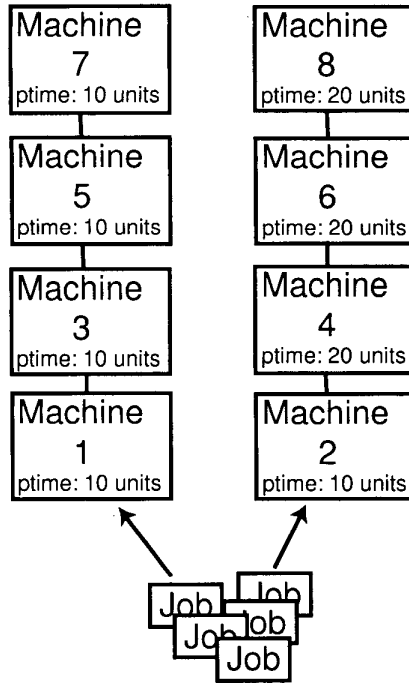 Machine
7
ptime: 10 units
Machine
8
ptime: 20 units
Machine
5
ptime: 10 units
Machine
6
ptime: 20 units
Machine
3
ptime: 10 units
Machine
4
ptime: 20 units
Machine
1
ptime: 10 units
Machine
2
ptime: 10 units
Job
Job
Job
Job
Job